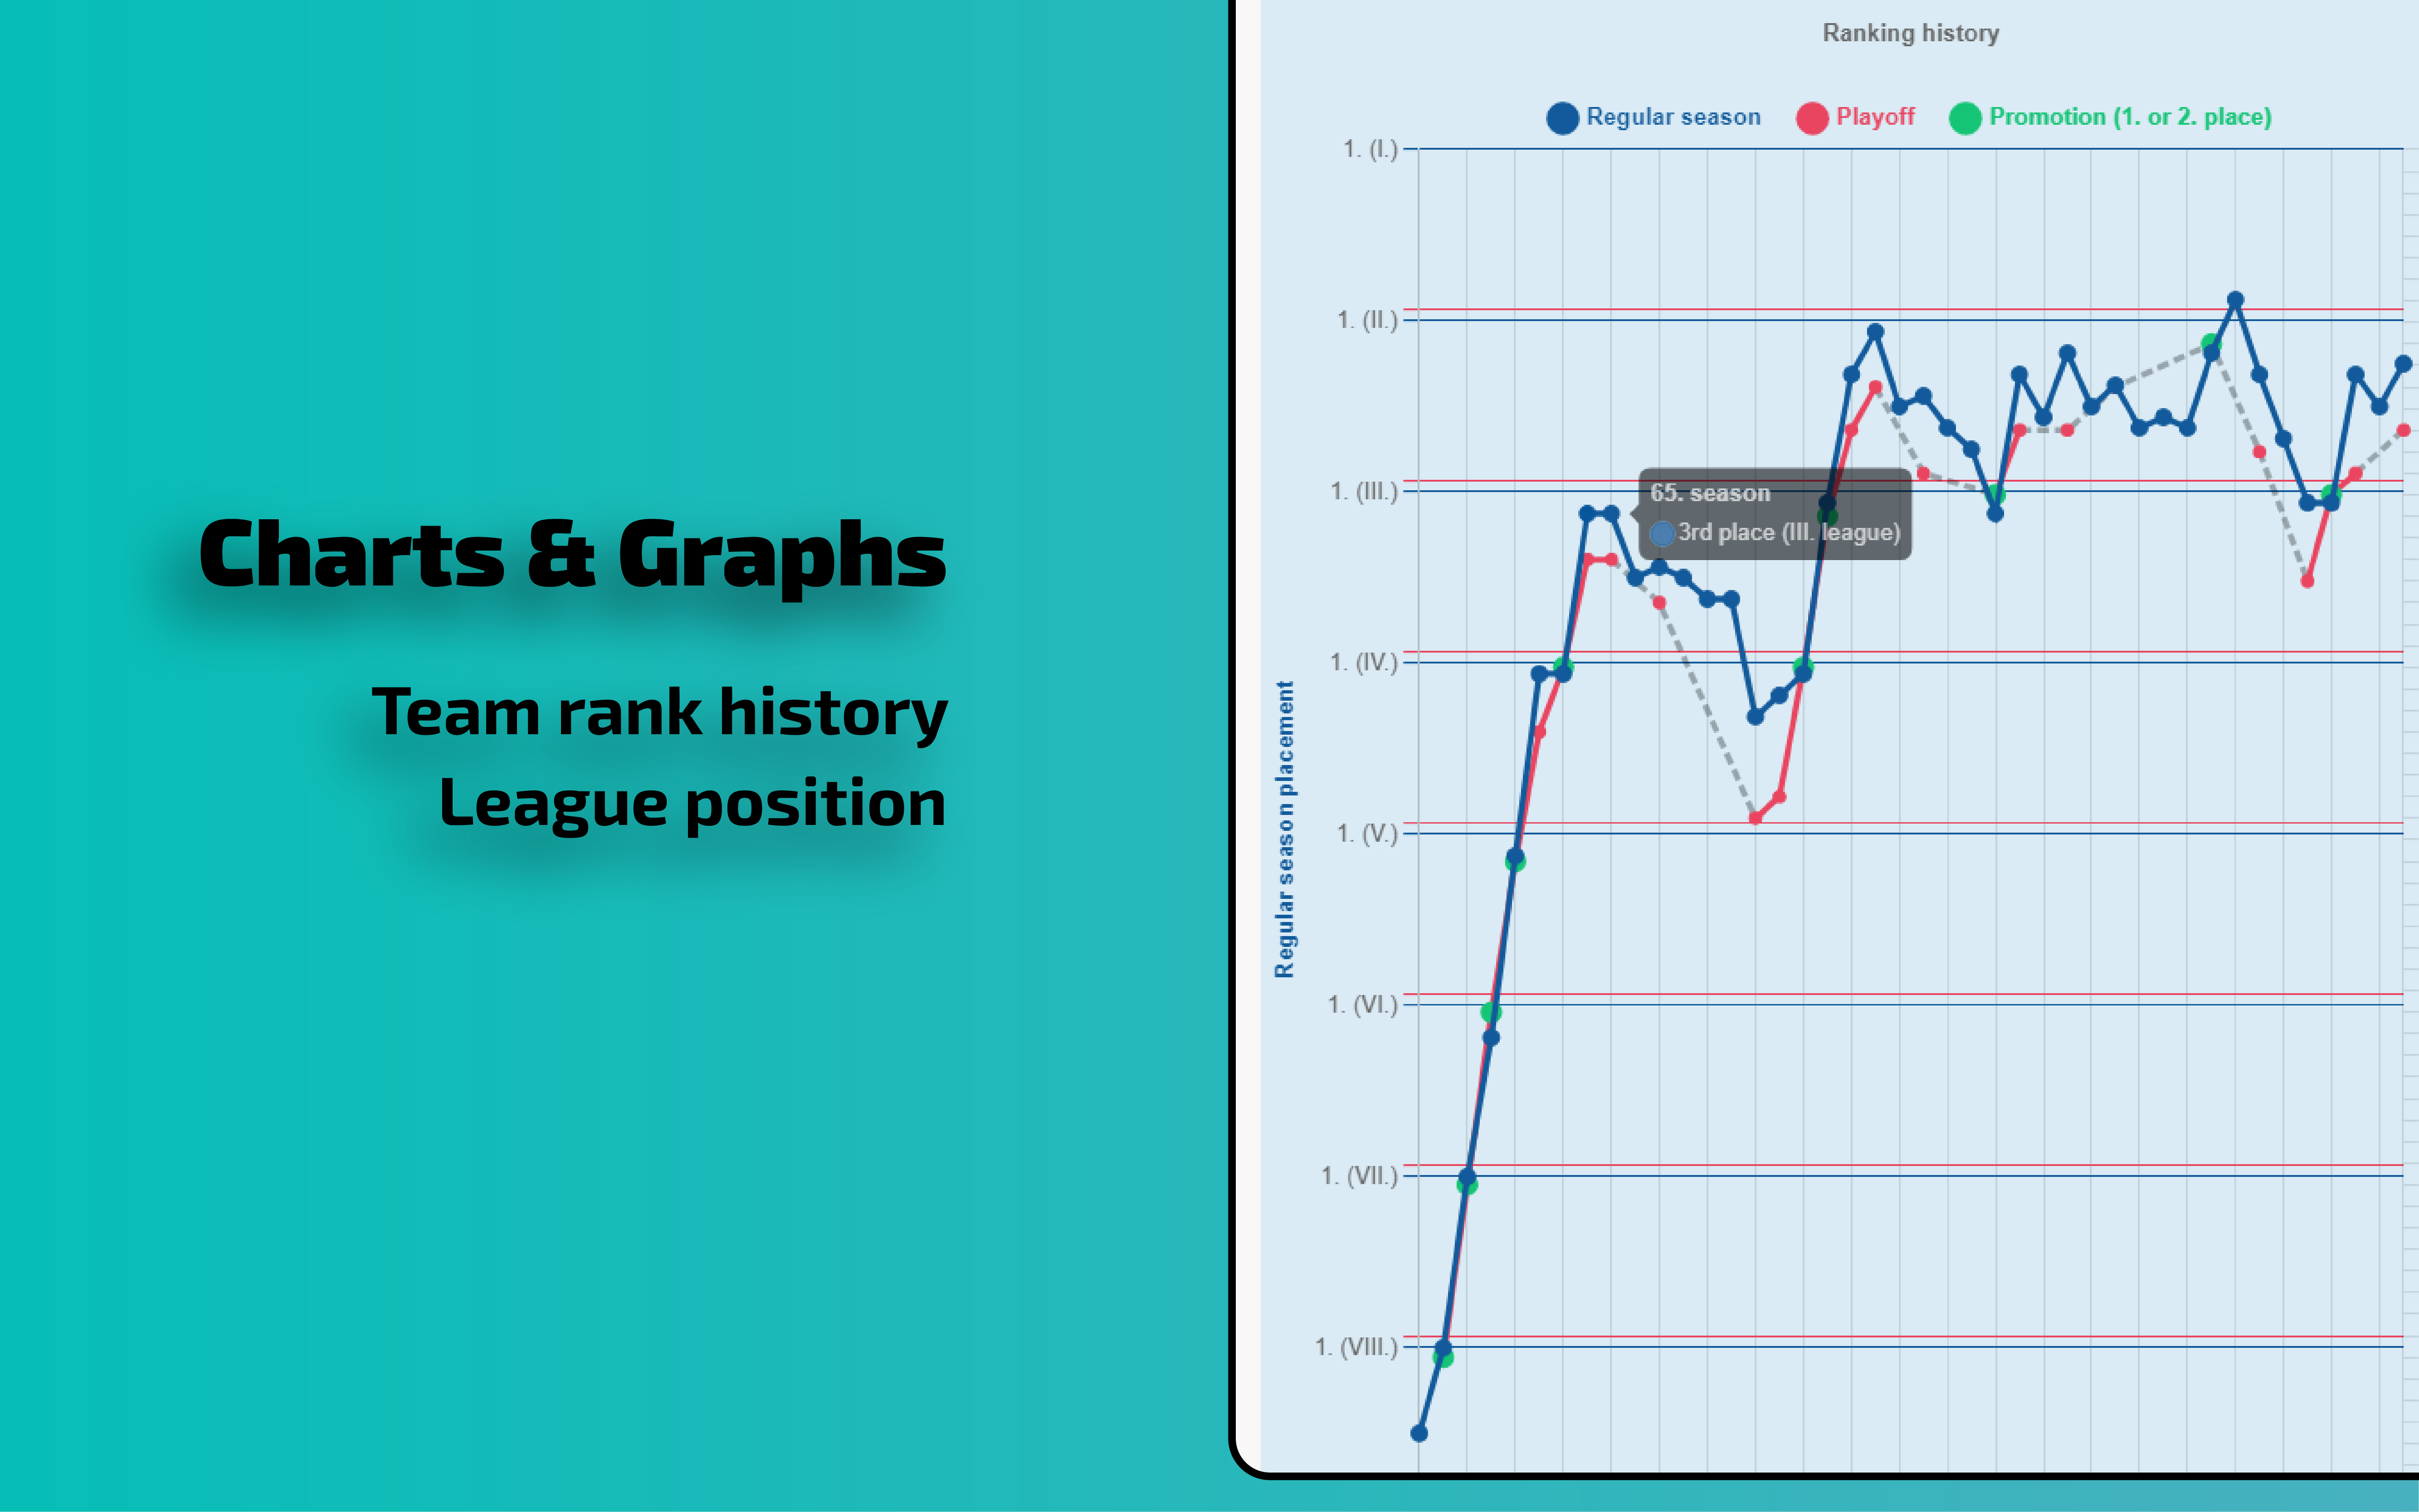 Charts & Graphs
Team rank history
League position
Ranking history
Regular season
Playoff
Promotion (1. or 2. place)
1. (I.)
1. (II.)
1. (III.)
1. (IV.)
1. (V.)
1. (VI.)
1. (VII.)
1. (VIII.)
Regular season placement
65. season
3rd place (III. league)